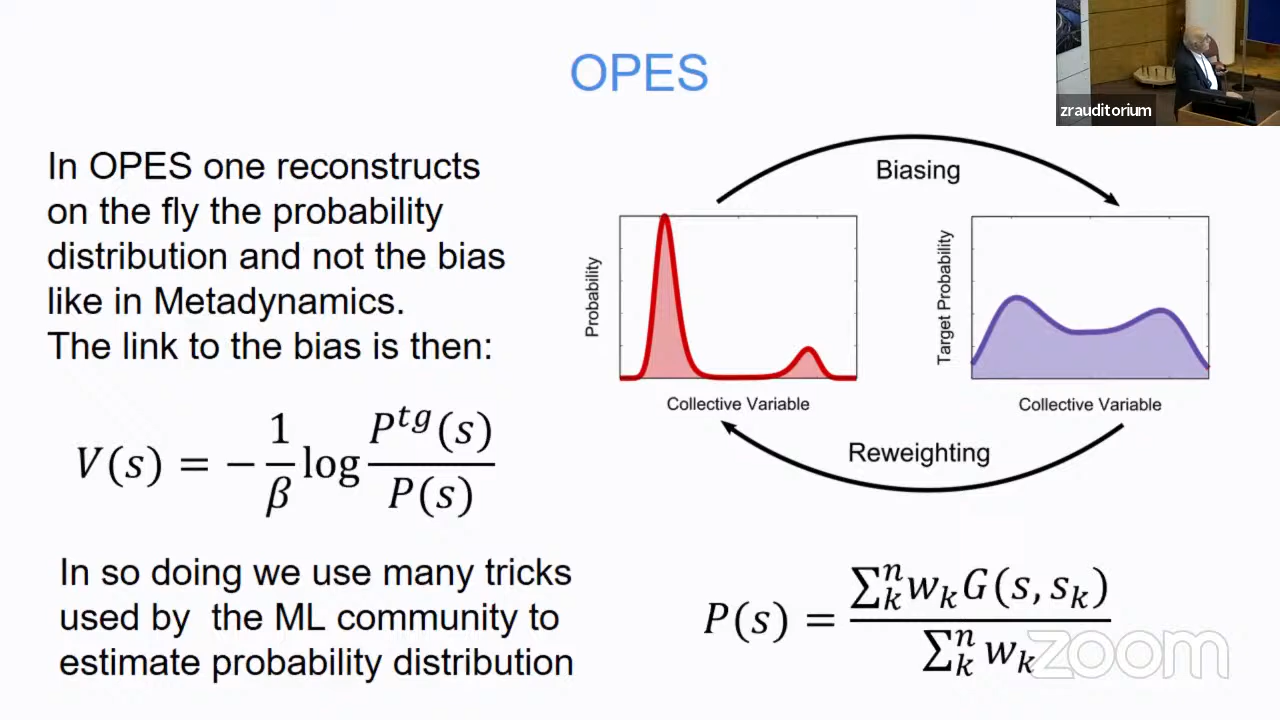 OPES
zrauditorium
In OPES one reconstructs
on the fly the probability
distribution and not the bias
like in Metadynamics.
The link to the bias is then:
V(s) = −1/β log P^tg(s)/P(s)
In so doing we use many tricks
used by the ML community to
estimate probability distribution
Biasing
Probability
Collective Variable
Target Probability
Collective Variable
Reweighting
P(s) = ∑_k^n w_k G(s, s_k) / ∑_k^n w_k
zoom